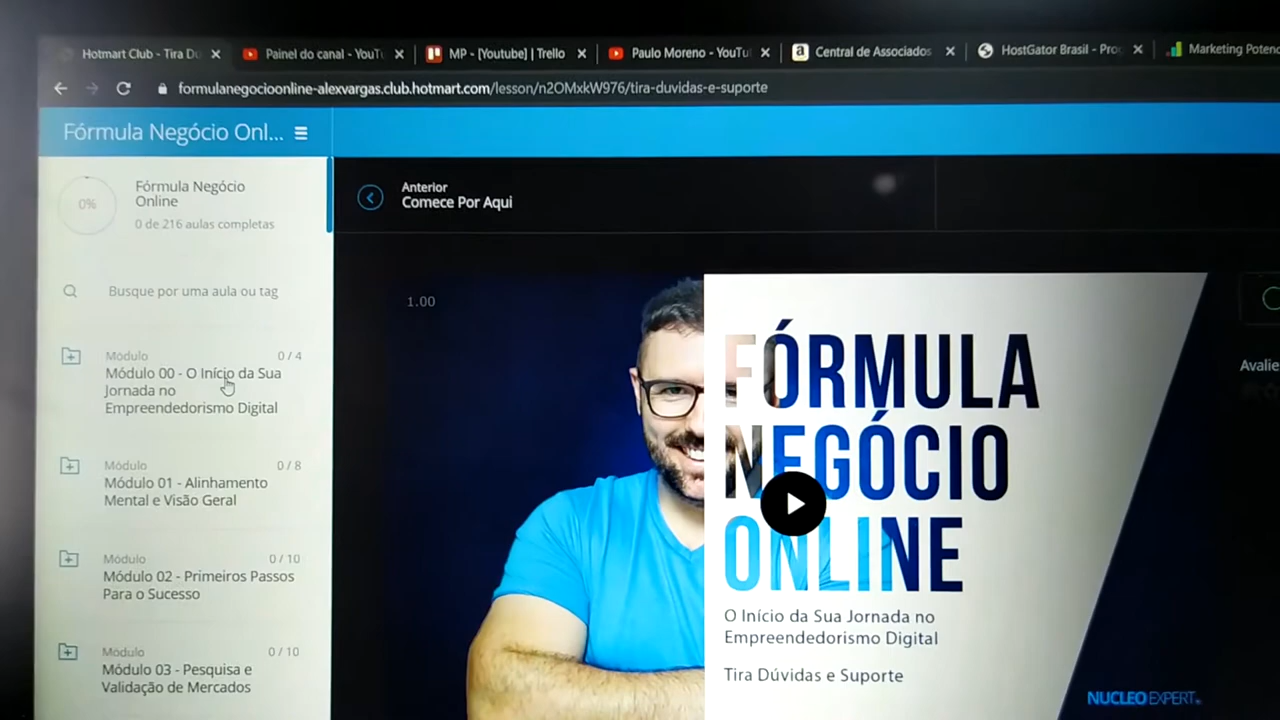 Hotmart Club - Tira Du
Painel do canal - YouTu
MP - [Youtube] | Trello
Paulo Moreno - YouTu
Central de Associados
HostGator Brasil - Pro
Marketing Potenc
formulanegocioonline-alexvargas.club.hotmart.com/lesson/n2OMxkW976/tira-duvidas-e-suporte
Fórmula Negócio Onl...
0%
Fórmula Negócio
Online
0 de 216 aulas completas
Busque por uma aula ou tag
Módulo 0 / 4
Módulo 00 - O Início da Sua
Jornada no
Empreendedorismo Digital
Módulo 0 / 8
Módulo 01 - Alinhamento
Mental e Visão Geral
Módulo 0 / 10
Módulo 02 - Primeiros Passos
Para o Sucesso
Módulo 0 / 10
Módulo 03 - Pesquisa e
Validação de Mercados
Anterior
Comece Por Aqui
1.00
FÓRMULA
NEGÓCIO
ONLINE
O Início da Sua Jornada no
Empreendedorismo Digital
Tira Dúvidas e Suporte
NUCLEO EXPERT
Avalie